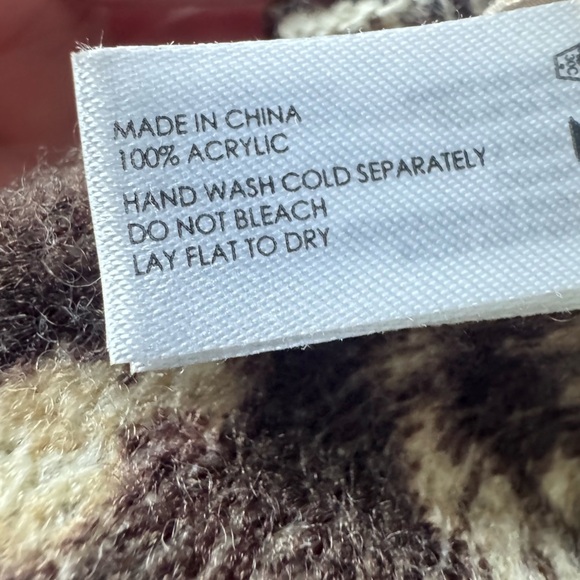 MADE IN CHINA
100% ACRYLIC
HAND WASH COLD SEPARATELY
DO NOT BLEACH
LAY FLAT TO DRY